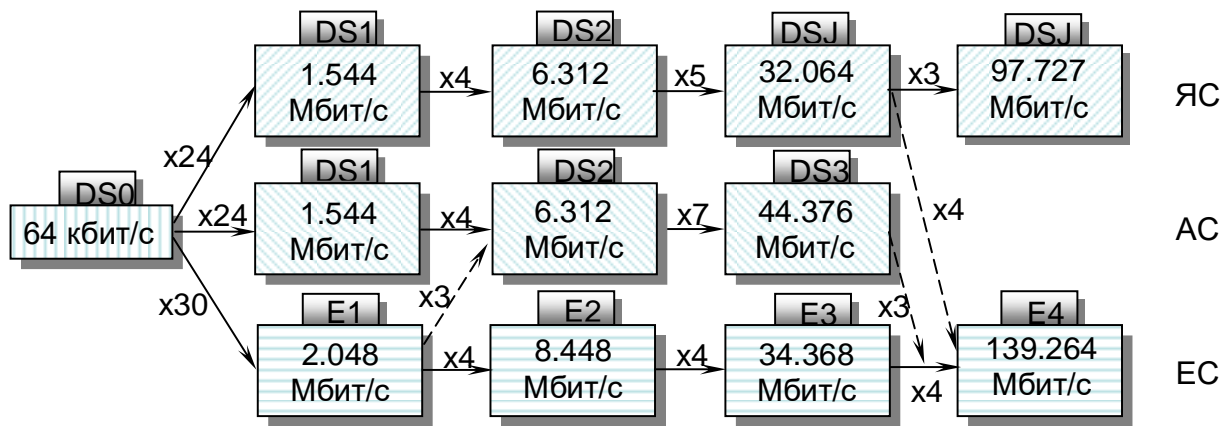 DS1
DS2
DSJ
DSJ
1.544
Мбит/с
x4
6.312
Мбит/с
x5
32.064
Мбит/с
x3
97.727
Мбит/с
ЯС
x24
DS1
DS2
DS3
DS0
64 кбит/с
x24
1.544
Мбит/с
x4
6.312
Мбит/с
x7
44.376
Мбит/с
x4
АС
x30
x3
x3
E1
E2
E3
E4
2.048
Мбит/с
x4
8.448
Мбит/с
x4
34.368
Мбит/с
x4
139.264
Мбит/с
ЕС